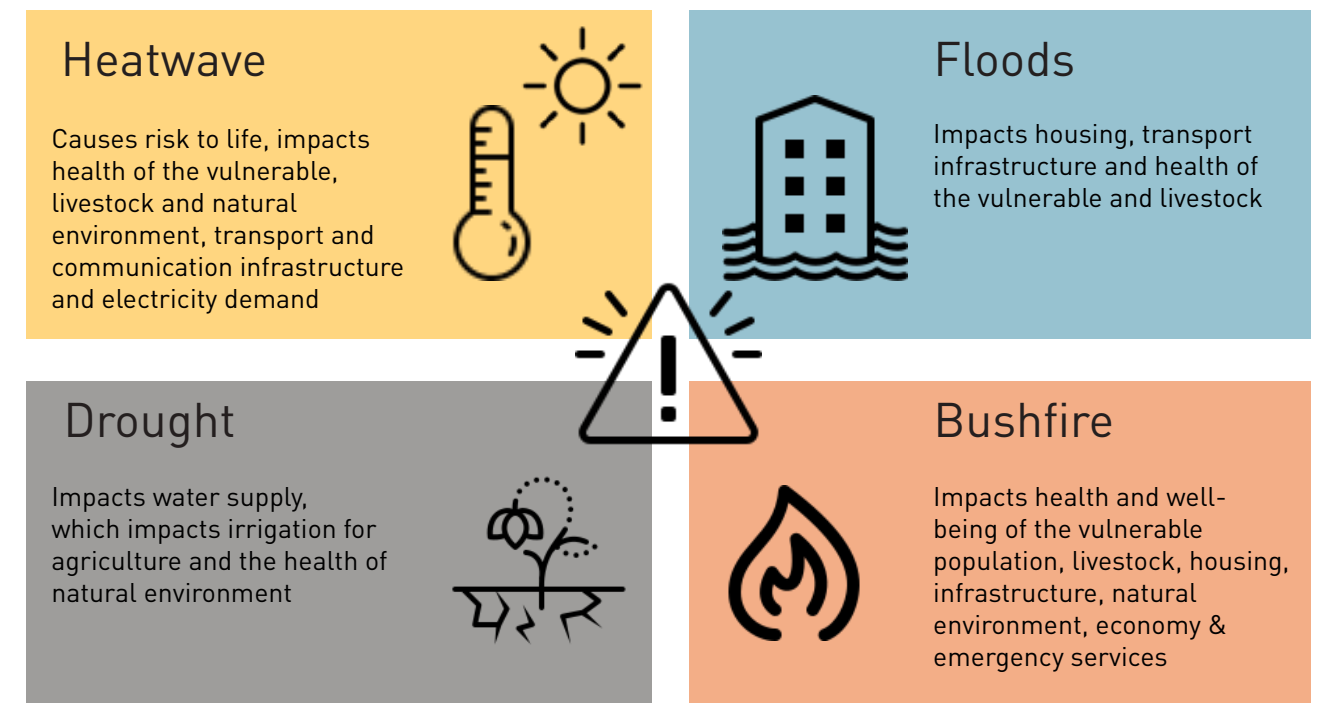 Heatwave
Causes risk to life, impacts
health of the vulnerable,
livestock and natural
environment, transport and
communication infrastructure
and electricity demand
Floods
Impacts housing, transport
infrastructure and health of
the vulnerable and livestock
Drought
Impacts water supply,
which impacts irrigation for
agriculture and the health of
natural environment
Bushfire
Impacts health and well-
being of the vulnerable
population, livestock, housing,
infrastructure, natural
environment, economy &
emergency services